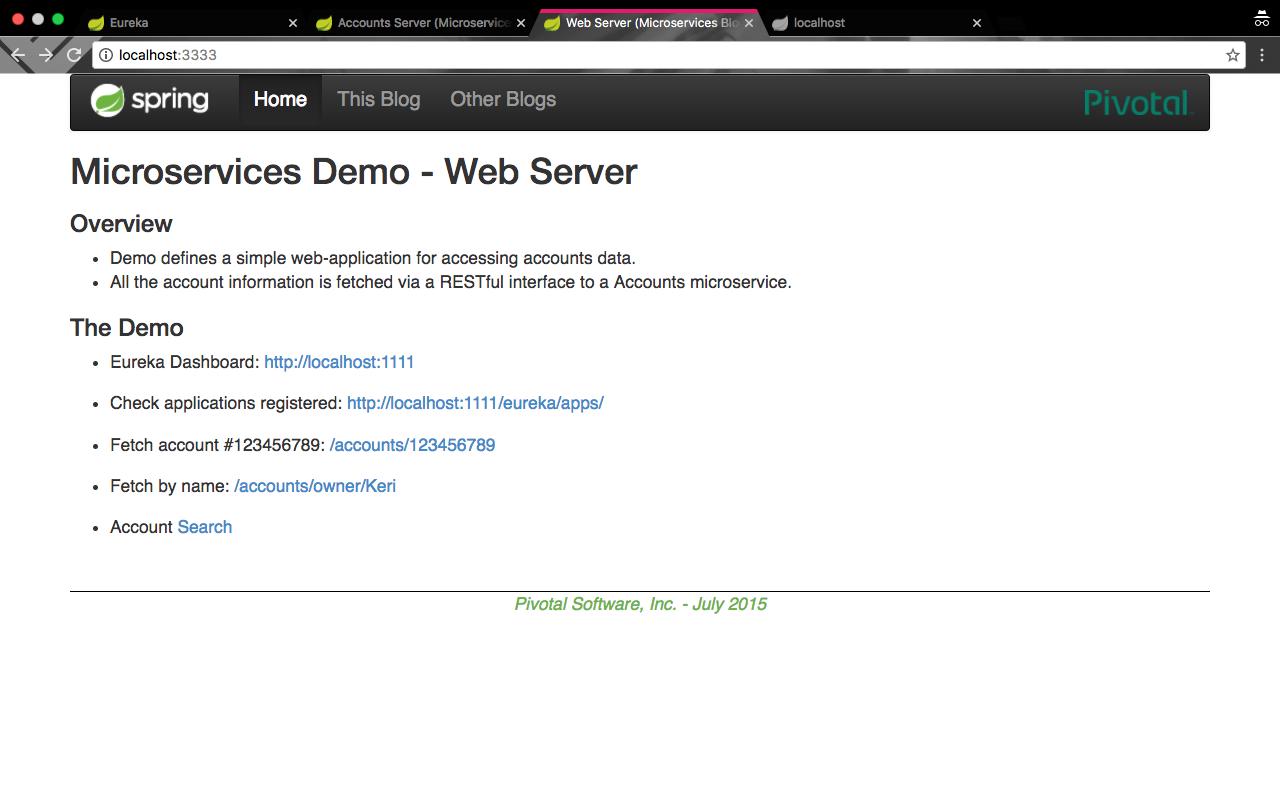 Eureka
Accounts Server (Microservice
Web Server (Microservices Blo
localhost
localhost:3333
spring
Home
This Blog
Other Blogs
Pivotal
Microservices Demo - Web Server
Overview
Demo defines a simple web-application for accessing accounts data.
All the account information is fetched via a RESTful interface to a Accounts microservice.
The Demo
Eureka Dashboard: http://localhost:1111
Check applications registered: http://localhost:1111/eureka/apps/
Fetch account #123456789: /accounts/123456789
Fetch by name: /accounts/owner/Keri
Account Search
Pivotal Software, Inc. - July 2015